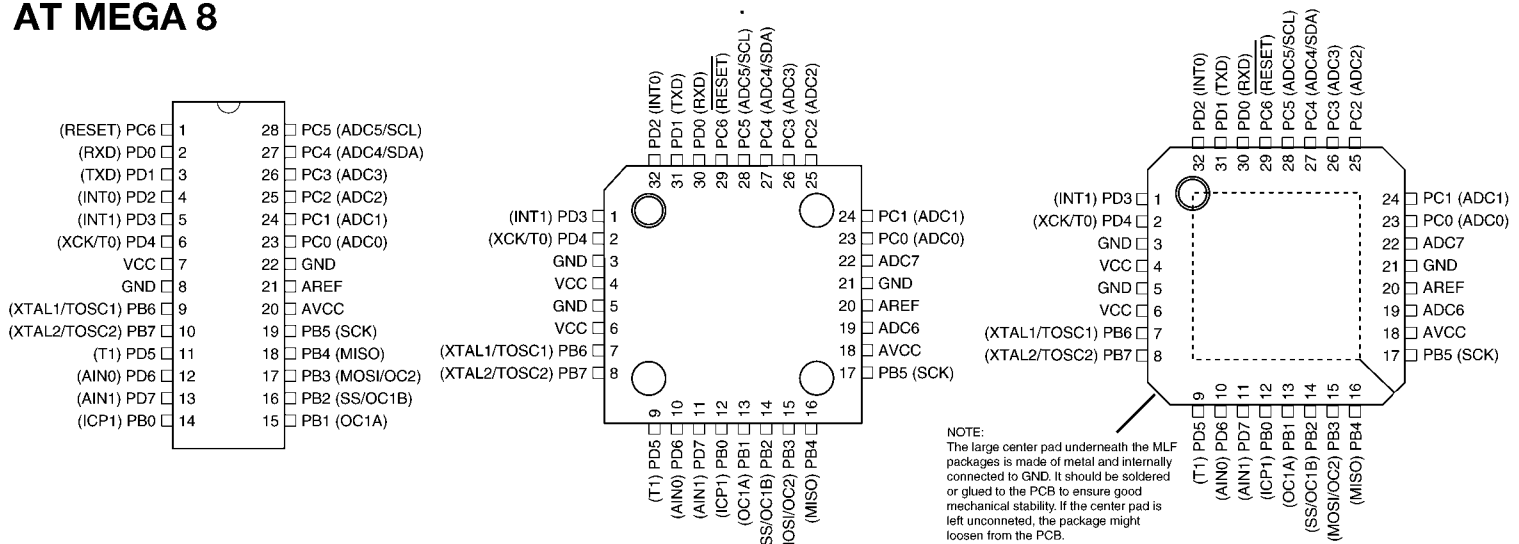 AT MEGA 8
(RESET) PC6 1
(RXD) PD0 2
(TXD) PD1 3
(INT0) PD2 4
(INT1) PD3 5
(XCK/T0) PD4 6
VCC 7
GND 8
(XTAL1/TOSC1) PB6 9
(XTAL2/TOSC2) PB7 10
(T1) PD5 11
(AIN0) PD6 12
(AIN1) PD7 13
(ICP1) PB0 14
28 PC5 (ADC5/SCL)
27 PC4 (ADC4/SDA)
26 PC3 (ADC3)
25 PC2 (ADC2)
24 PC1 (ADC1)
23 PC0 (ADC0)
22 GND
21 AREF
20 AVCC
19 PB5 (SCK)
18 PB4 (MISO)
17 PB3 (MOSI/OC2)
16 PB2 (SS/OC1B)
15 PB1 (OC1A)
32 PD2 (INT0)
31 PD1 (TXD)
30 PD0 (RXD)
29 PC6 (RESET)
28 PC5 (ADC5/SCL)
27 PC4 (ADC4/SDA)
26 PC3 (ADC3)
25 PC2 (ADC2)
(INT1) PD3 1
(XCK/T0) PD4 2
GND 3
VCC 4
GND 5
VCC 6
(XTAL1/TOSC1) PB6 7
(XTAL2/TOSC2) PB7 8
24 PC1 (ADC1)
23 PC0 (ADC0)
22 ADC7
21 GND
20 AREF
19 ADC6
18 AVCC
17 PB5 (SCK)
(T1) PD5 9
(AIN0) PD6 10
(AIN1) PD7 11
(ICP1) PB0 12
(OC1A) PB1 13
SS/OC1B) PB2 14
OSI/OC2) PB3 15
(MISO) PB4 16
32 PD2 (INT0)
31 PD1 (TXD)
30 PD0 (RXD)
29 PC6 (RESET)
28 PC5 (ADC5/SCL)
27 PC4 (ADC4/SDA)
26 PC3 (ADC3)
25 PC2 (ADC2)
(INT1) PD3 1
(XCK/T0) PD4 2
GND 3
VCC 4
GND 5
VCC 6
(XTAL1/TOSC1) PB6 7
(XTAL2/TOSC2) PB7 8
24 PC1 (ADC1)
23 PC0 (ADC0)
22 ADC7
21 GND
20 AREF
19 ADC6
18 AVCC
17 PB5 (SCK)
(T1) PD5 9
(AIN0) PD6 10
(AIN1) PD7 11
(ICP1) PB0 12
(OC1A) PB1 13
(SS/OC1B) PB2 14
(MOSI/OC2) PB3 15
(MISO) PB4 16
NOTE:
The large center pad underneath the MLF
packages is made of metal and internally
connected to GND. It should be soldered
or glued to the PCB to ensure good
mechanical stability. If the center pad is
left unconneted, the package might
loosen from the PCB.